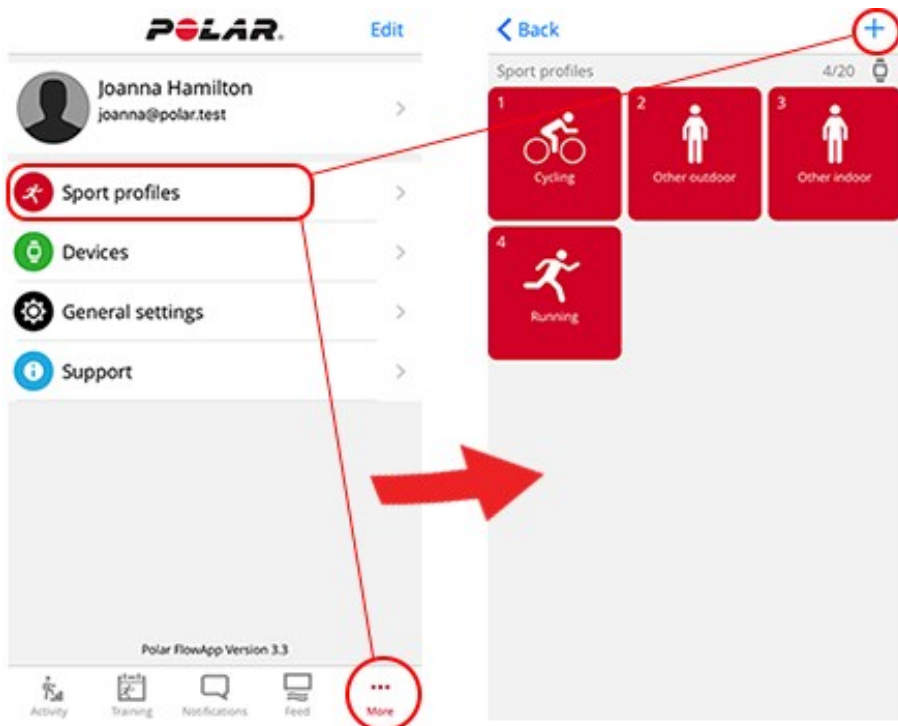 POLAR.
Edit
Joanna Hamilton
joanna@polar.test
Sport profiles
Devices
General settings
Support
Polar FlowApp Version 3.3
Activity
Training
Notifications
Feed
More
Back
Sport profiles
4/20
1
Cycling
2
Other outdoor
3
Other indoor
4
Running